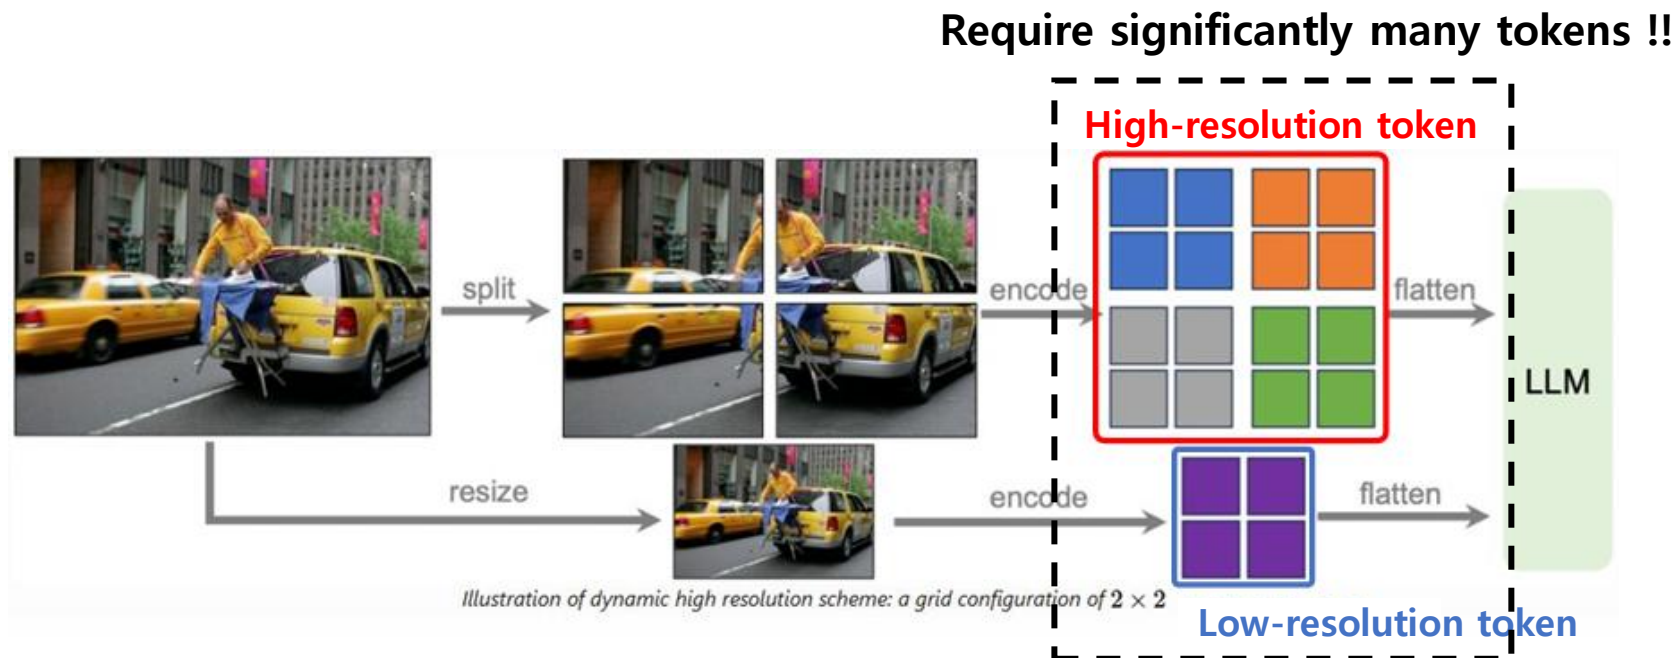 Require significantly many tokens !!
High-resolution token
split
encode
flatten
LLM
resize
encode
flatten
Illustration of dynamic high resolution scheme: a grid configuration of 2 × 2
Low-resolution token